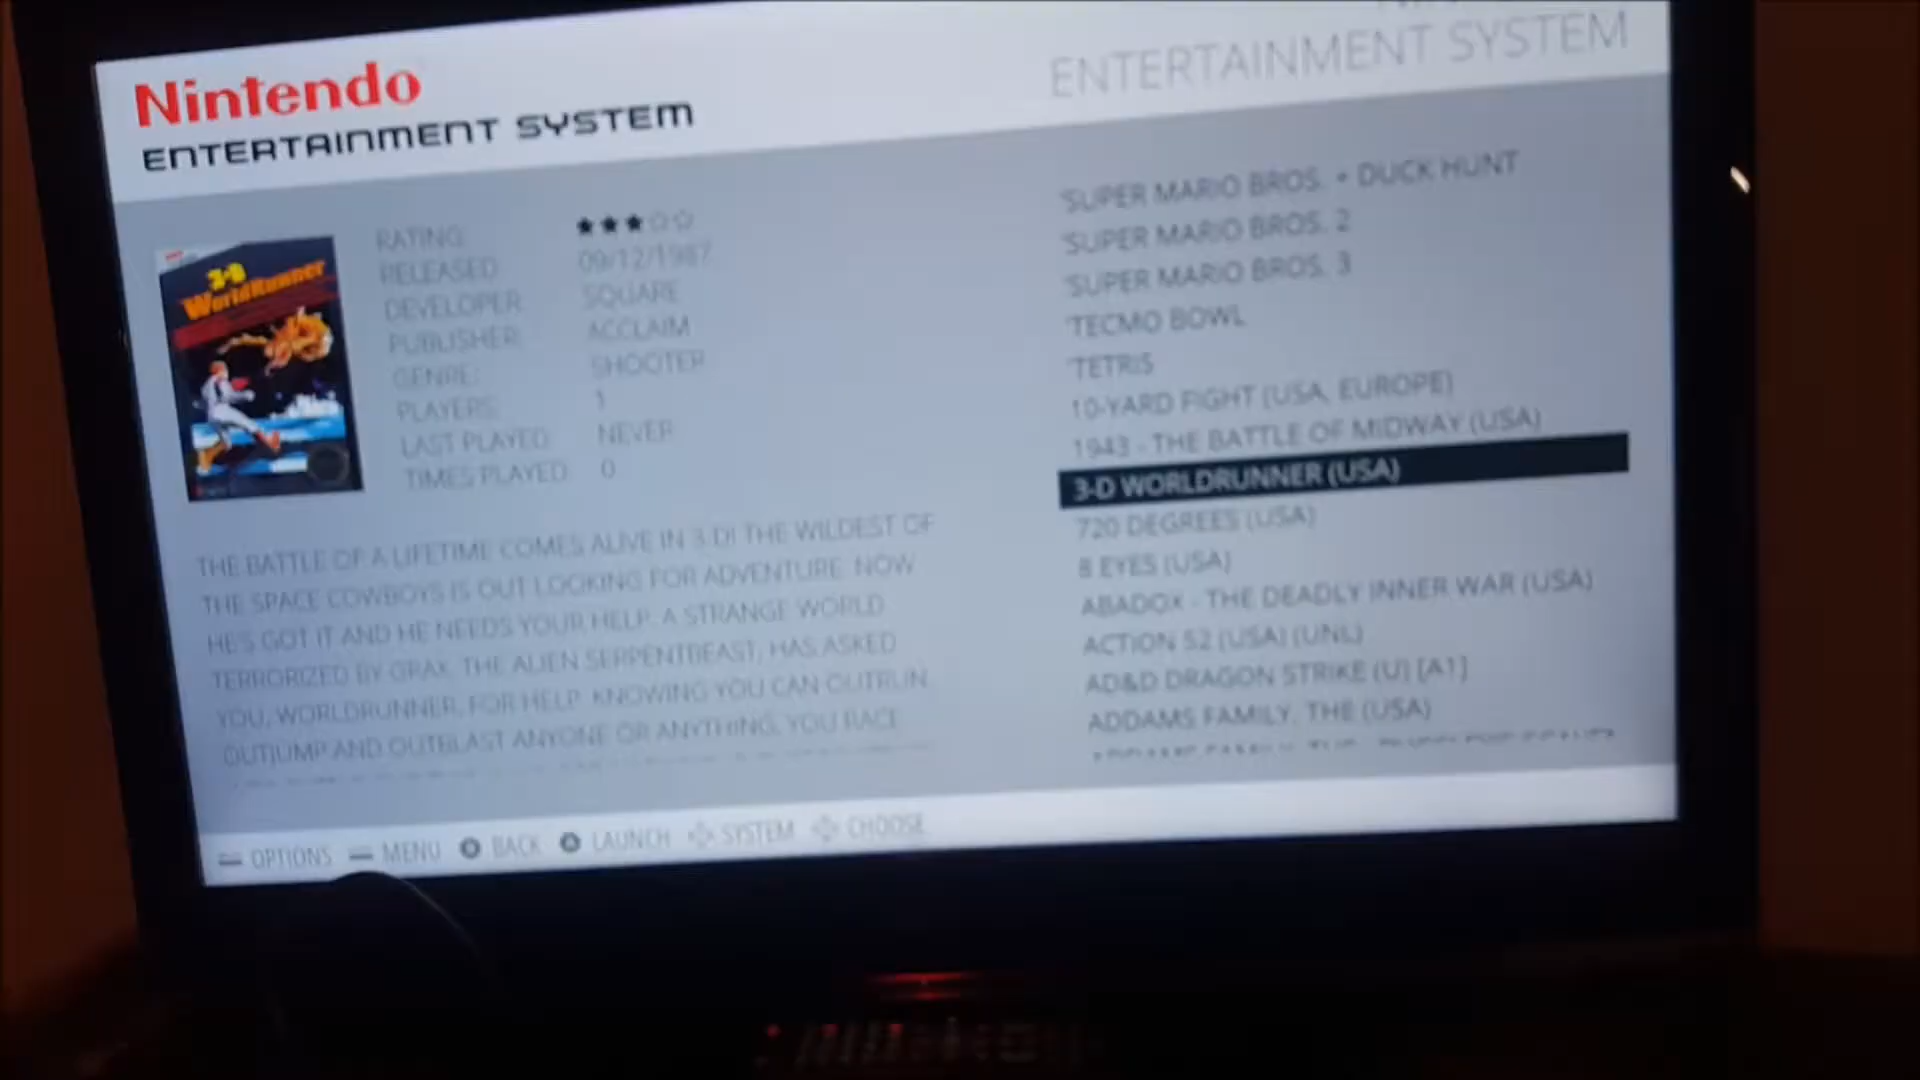 Nintendo
ENTERTAINMENT SYSTEM
ENTERTAINMENT SYSTEM
3-D
WorldRunner
RATING: ★★★☆☆
RELEASED: 09/12/1987
DEVELOPER: SQUARE
PUBLISHER: ACCLAIM
GENRE: SHOOTER
PLAYERS: 1
LAST PLAYED: NEVER
TIMES PLAYED: 0
THE BATTLE OF A LIFETIME COMES ALIVE IN 3-D! THE WILDEST OF
THE SPACE COWBOYS IS OUT LOOKING FOR ADVENTURE. NOW
HE'S GOT IT AND HE NEEDS YOUR HELP. A STRANGE WORLD
TERRORIZED BY GRAX, THE ALIEN SERPENTBEAST, HAS ASKED
YOU, WORLDRUNNER, FOR HELP. KNOWING YOU CAN OUTRUN,
OUTJUMP AND OUTBLAST ANYONE OR ANYTHING, YOU RACE
'SUPER MARIO BROS. + DUCK HUNT
'SUPER MARIO BROS. 2
'SUPER MARIO BROS. 3
'TECMO BOWL
'TETRIS
10-YARD FIGHT (USA, EUROPE)
1943 - THE BATTLE OF MIDWAY (USA)
3-D WORLDRUNNER (USA)
720 DEGREES (USA)
8 EYES (USA)
ABADOX - THE DEADLY INNER WAR (USA)
ACTION 52 (USA) (UNL)
AD&D DRAGON STRIKE (U) [A1]
ADDAMS FAMILY, THE (USA)
OPTIONS MENU BACK LAUNCH SYSTEM CHOOSE